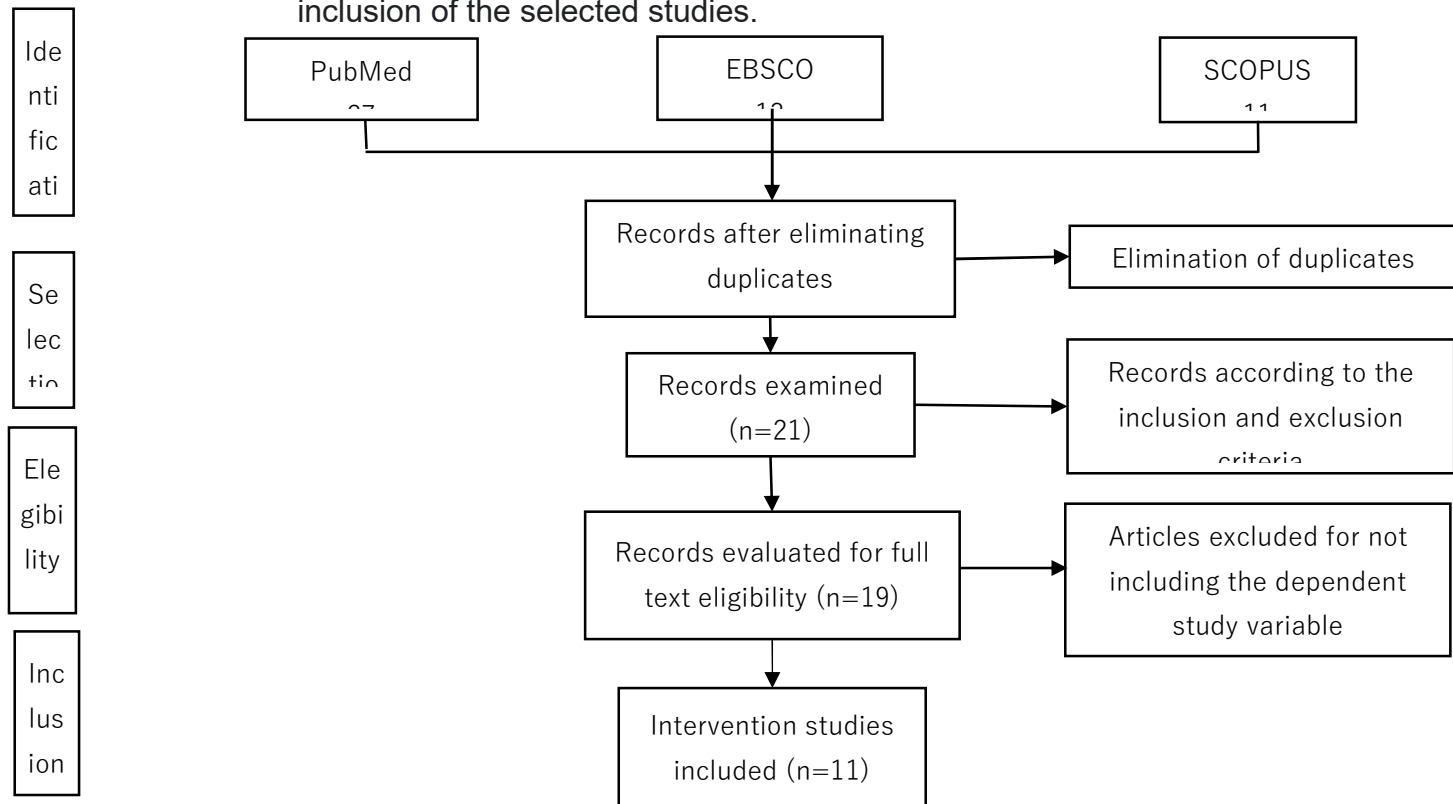 inclusion of the selected studies.
Ide
nti
fic
ati
PubMed
EBSCO
SCOPUS
11
Records after eliminating
duplicates
Elimination of duplicates
Se
lec
tio
Records examined
(n=21)
Records according to the
inclusion and exclusion
criteria
Ele
gibi
lity
Records evaluated for full
text eligibility (n=19)
Articles excluded for not
including the dependent
study variable
Inc
lus
ion
Intervention studies
included (n=11)